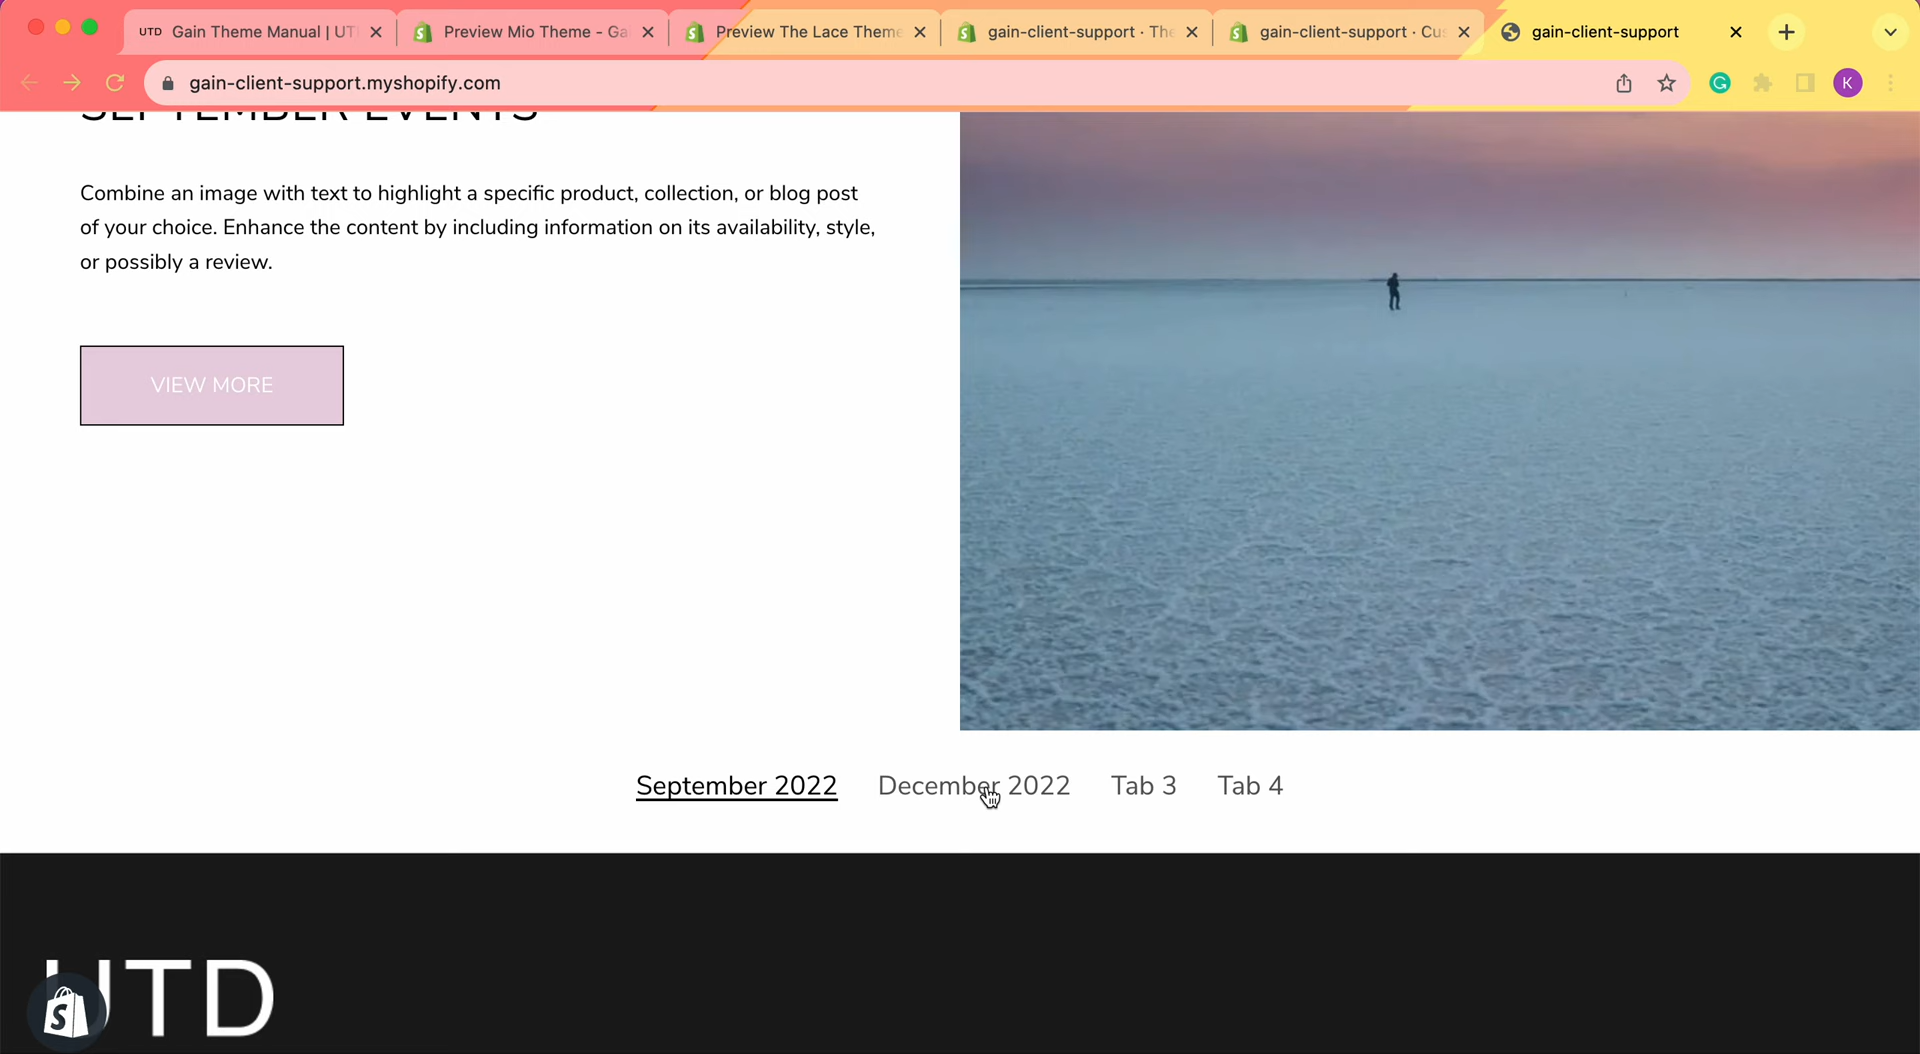 UTD Gain Theme Manual | UT
Preview Mio Theme - Ga
Preview The Lace Theme
gain-client-support · The
gain-client-support · Cus
gain-client-support
gain-client-support.myshopify.com
K
SEPTEMBER EVENTS
Combine an image with text to highlight a specific product, collection, or blog post
of your choice. Enhance the content by including information on its availability, style,
or possibly a review.
VIEW MORE
September 2022 December 2022 Tab 3 Tab 4
UTD